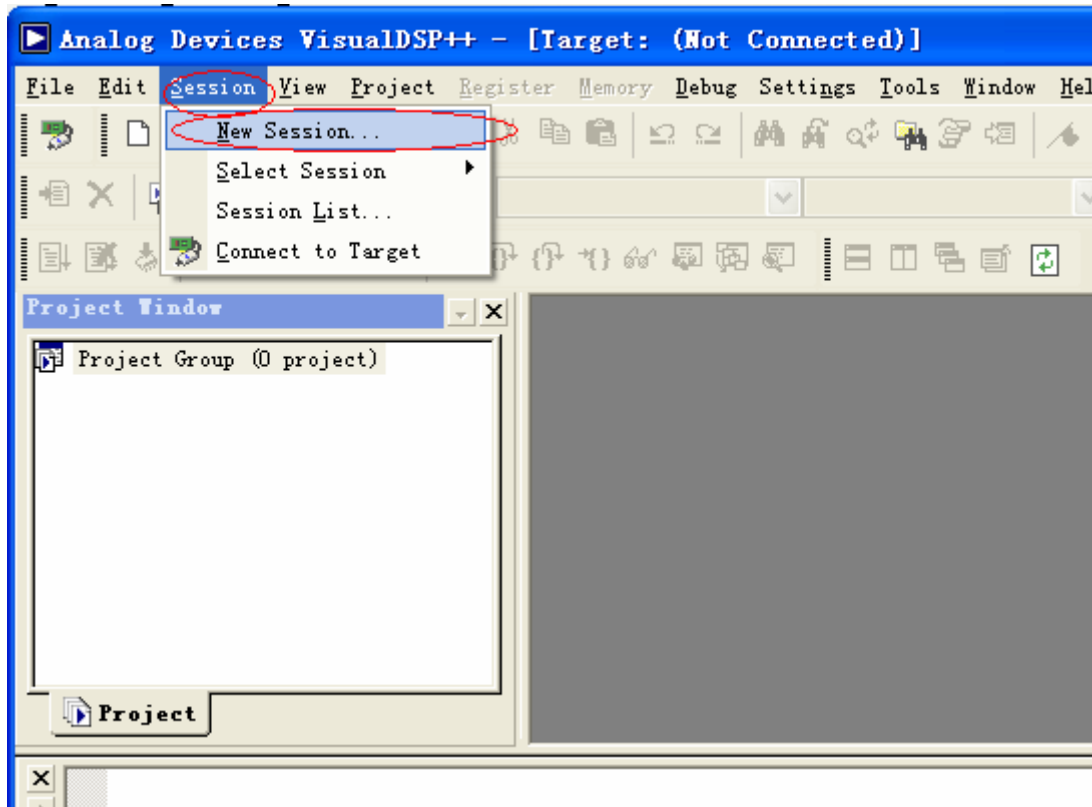 Analog Devices VisualDSP++ - [Target: (Not Connected)]
File Edit Session View Project Register Memory Debug Settings Tools Window Hel
New Session...
Select Session
Session List...
Connect to Target
Project Window
Project Group (0 project)
Project